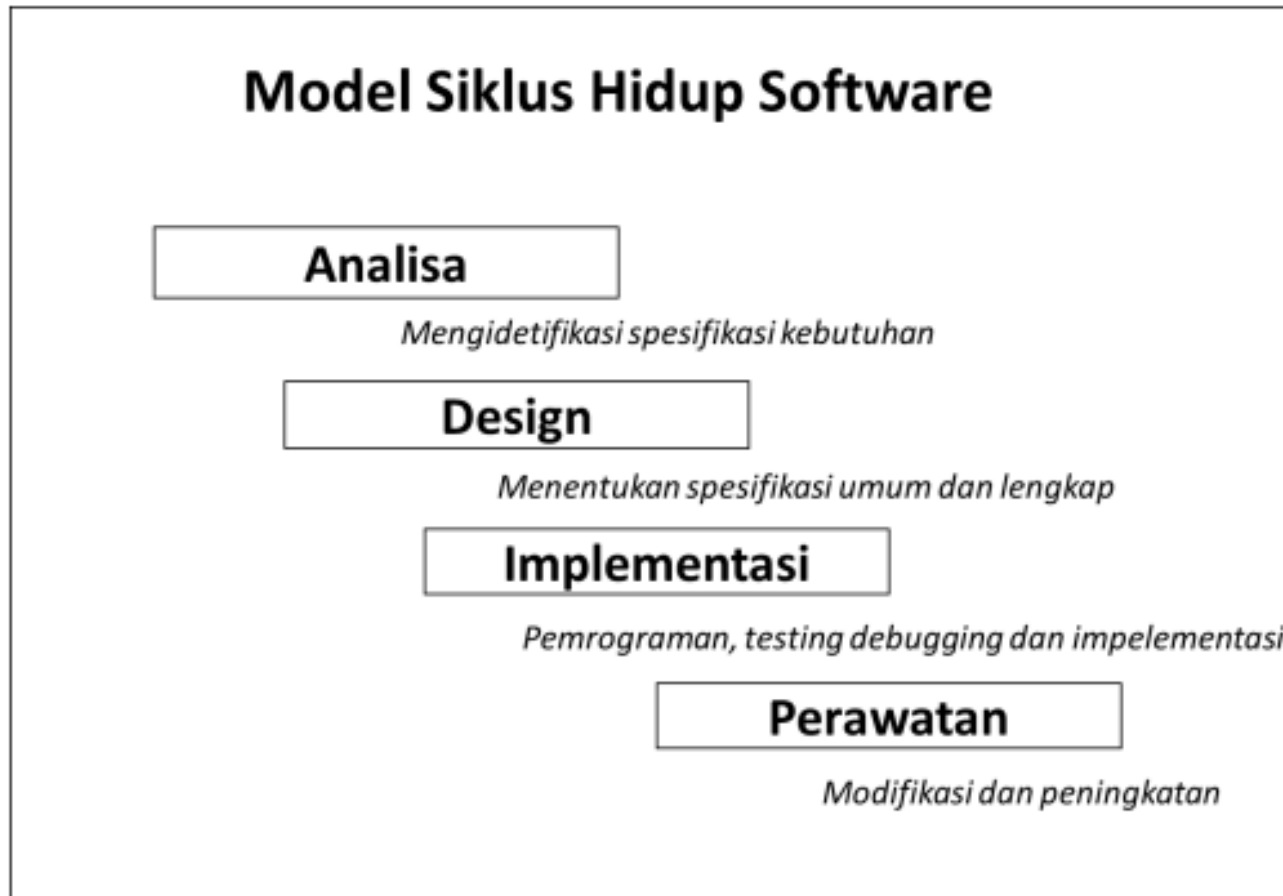 Model Siklus Hidup Software
Analisa
Mengidetifikasi spesifikasi kebutuhan
Design
Menentukan spesifikasi umum dan lengkap
Implementasi
Pemrograman, testing debugging dan impelementasi
Perawatan
Modifikasi dan peningkatan